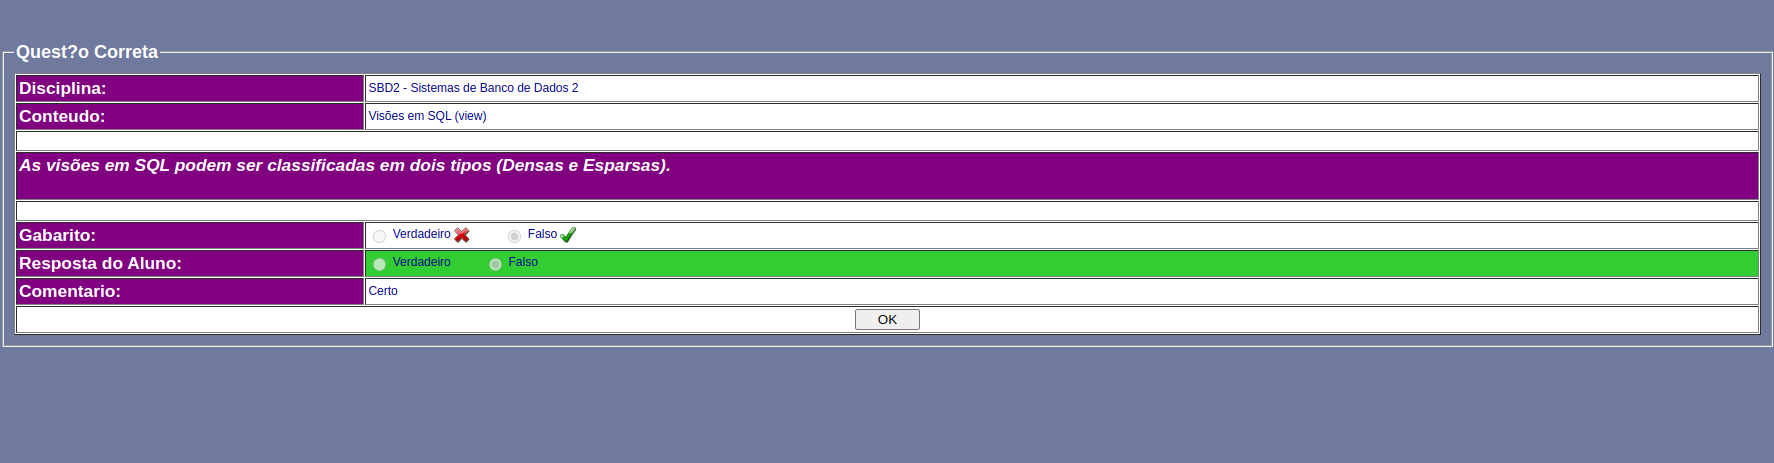 Quest?o Correta
Disciplina: SBD2 - Sistemas de Banco de Dados 2
Conteudo: Visões em SQL (view)
As visões em SQL podem ser classificadas em dois tipos (Densas e Esparsas).
Gabarito: Verdadeiro Falso
Resposta do Aluno: Verdadeiro Falso
Comentario: Certo
OK